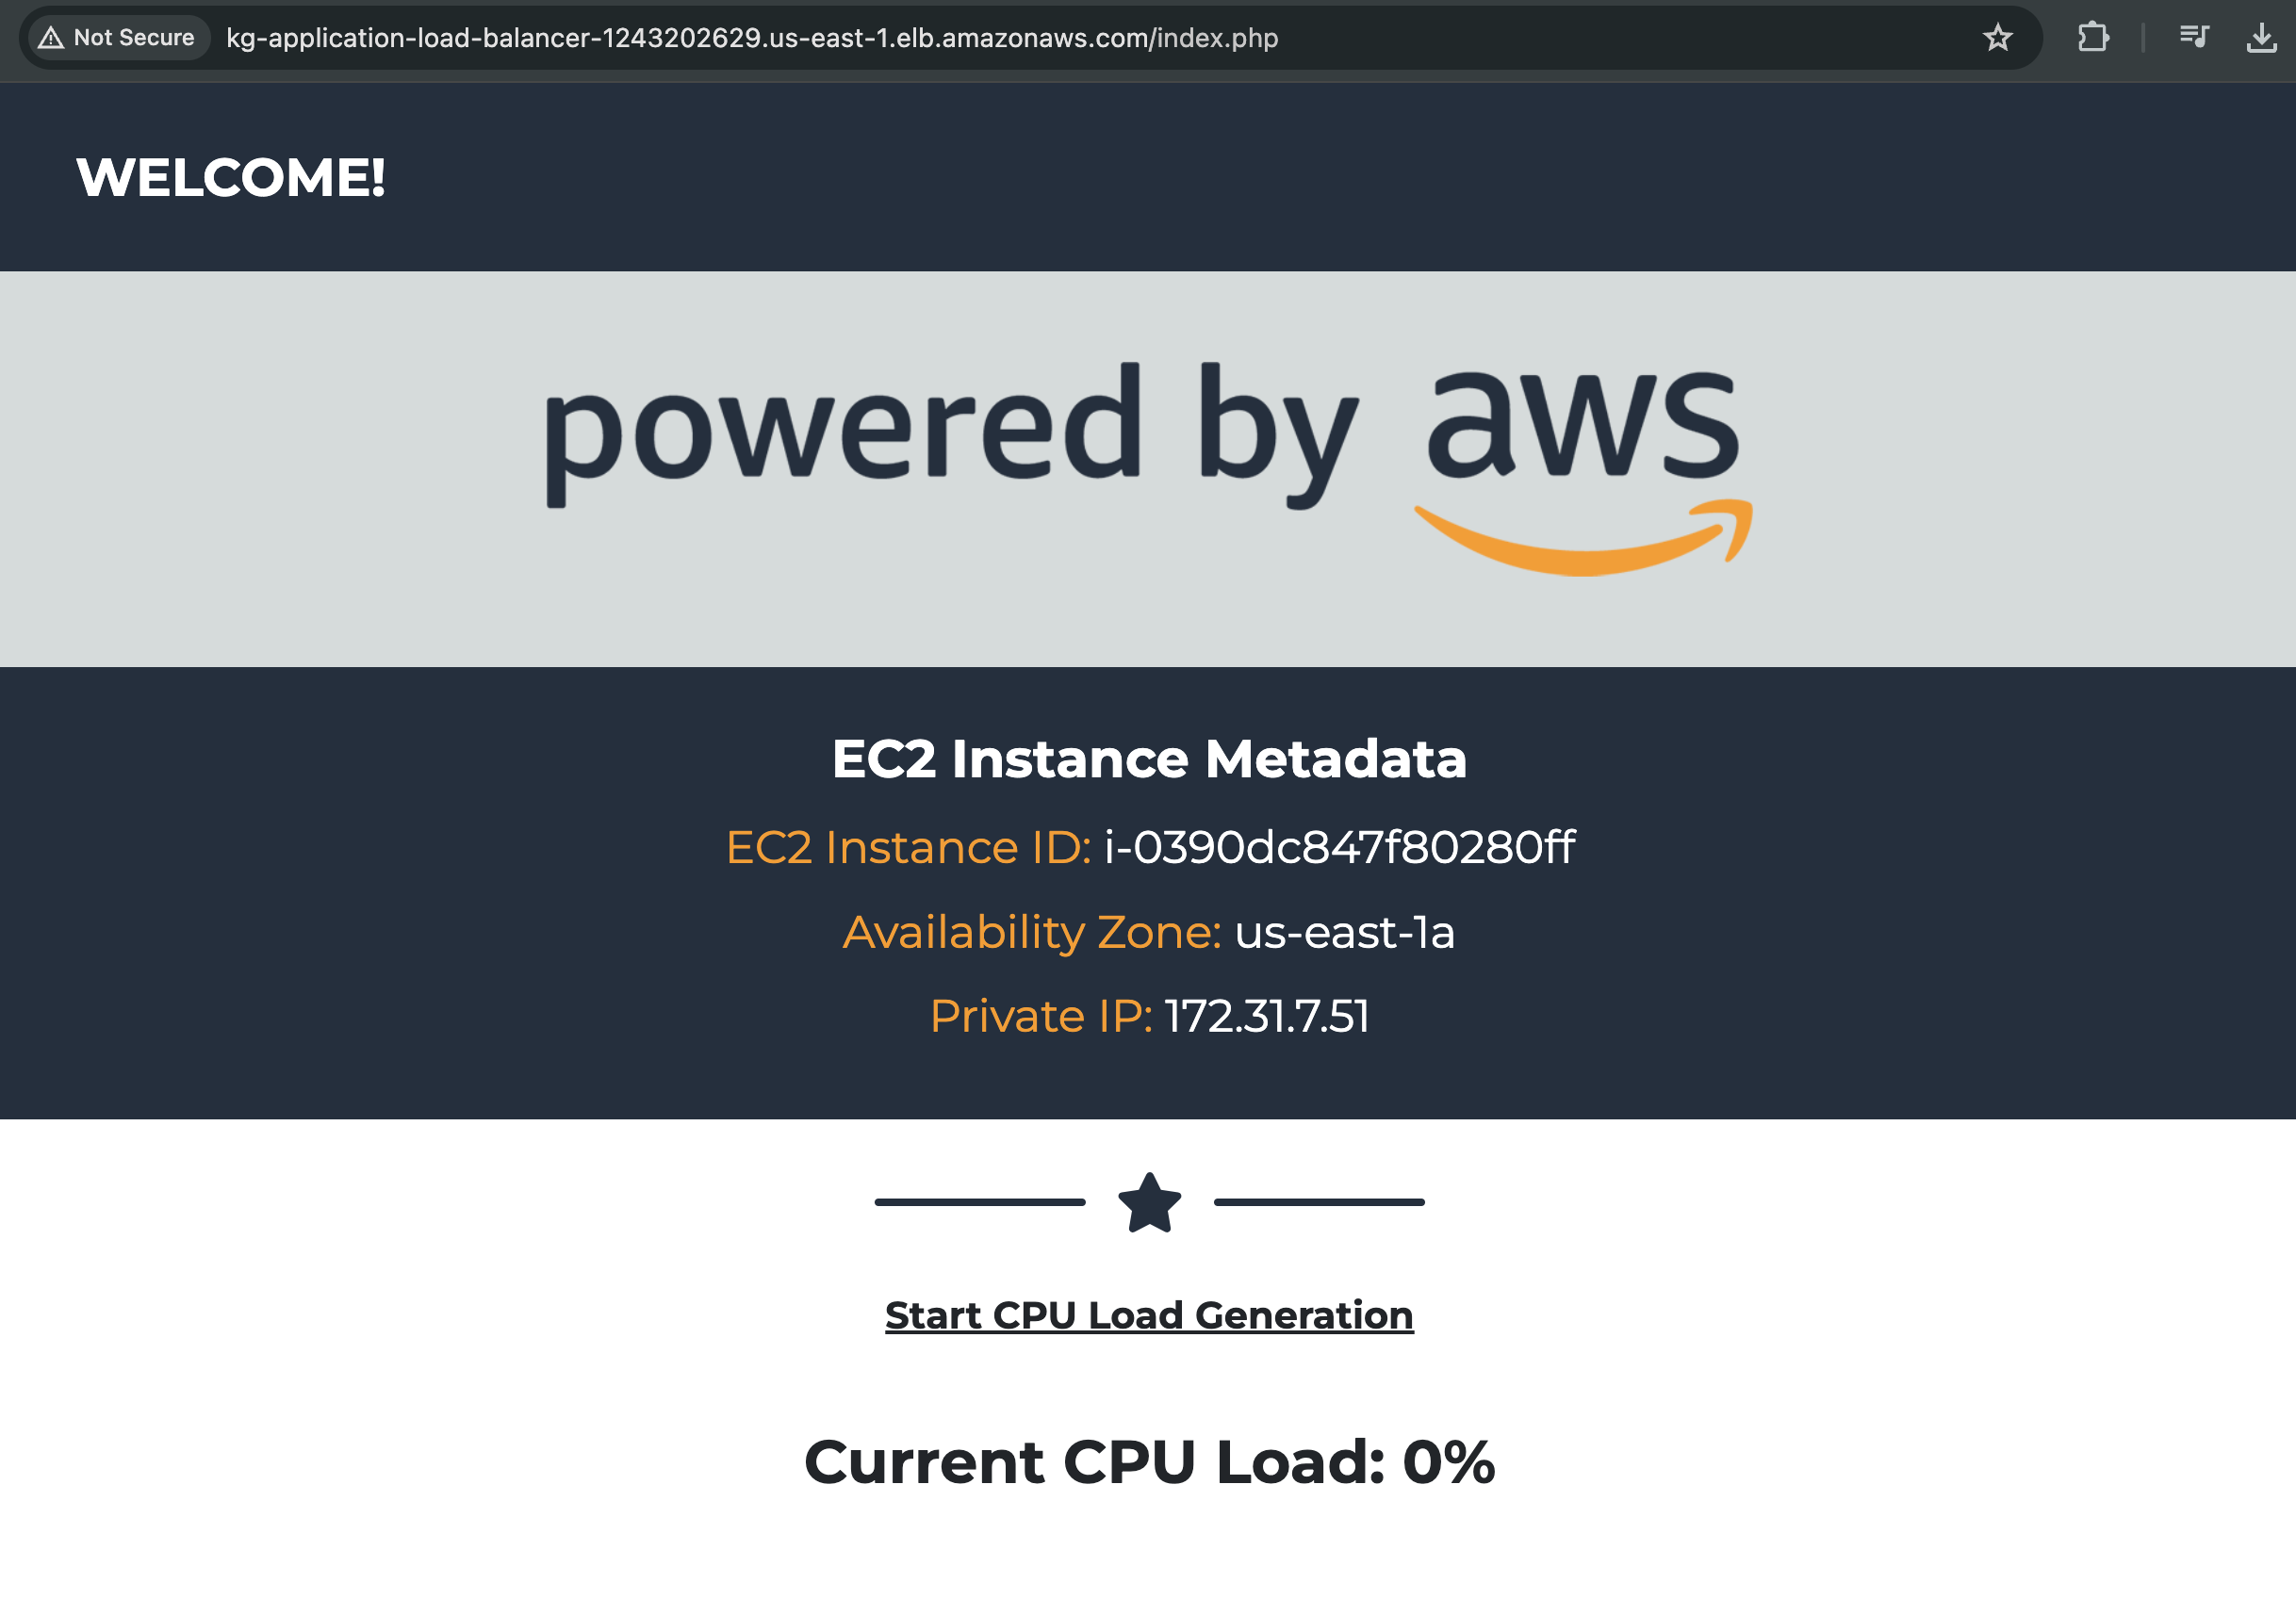 Not Secure kg-application-load-balancer-1243202629.us-east-1.elb.amazonaws.com/index.php
WELCOME!
powered by aws
EC2 Instance Metadata
EC2 Instance ID: i-0390dc847f80280ff
Availability Zone: us-east-1a
Private IP: 172.31.7.51
Start CPU Load Generation
Current CPU Load: 0%